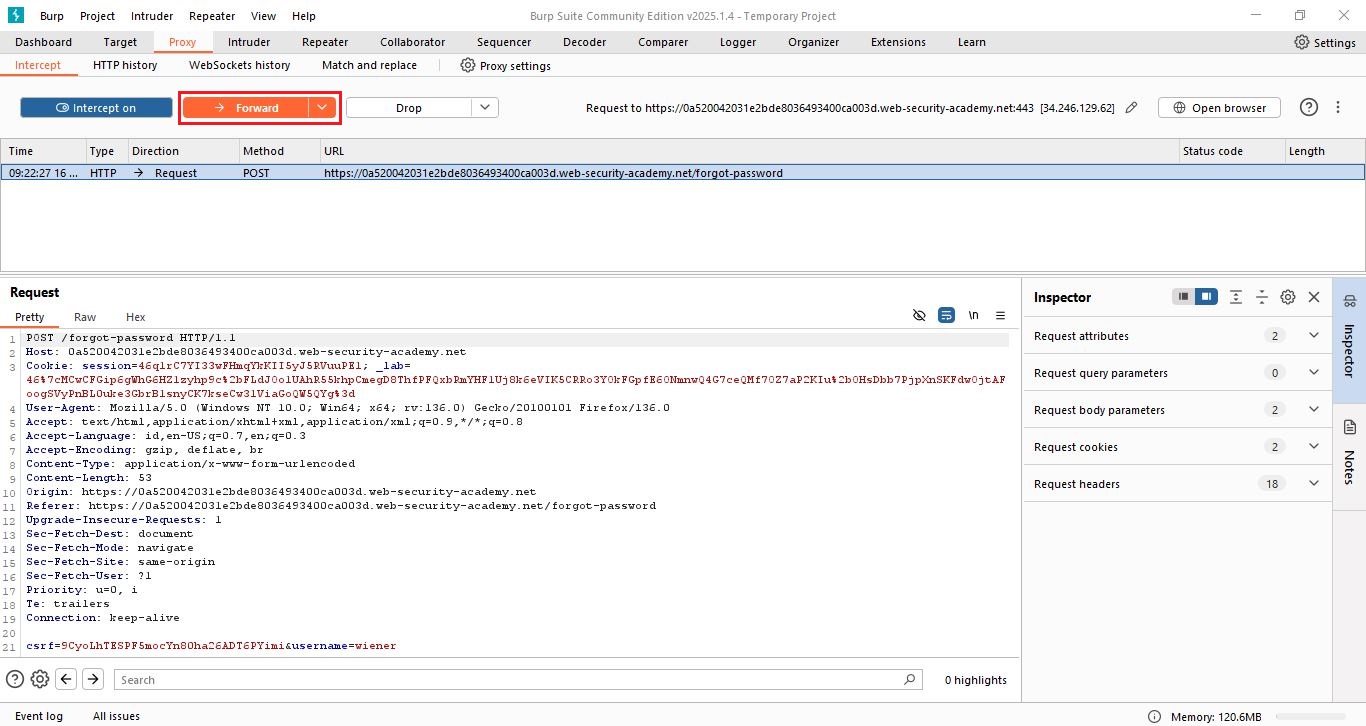 Burp Project Intruder Repeater View Help Burp Suite Community Edition v2025.1.4 - Temporary Project
Dashboard Target Proxy Intruder Repeater Collaborator Sequencer Decoder Comparer Logger Organizer Extensions Learn Settings
Intercept HTTP history WebSockets history Match and replace Proxy settings
Intercept on Forward Drop Request to https://0a520042031e2bde8036493400ca003d.web-security-academy.net:443 [34.246.129.62] Open browser
Time Type Direction Method URL Status code Length
09:22:27 16 ... HTTP → Request POST https://0a520042031e2bde8036493400ca003d.web-security-academy.net/forgot-password
Request
Pretty Raw Hex \n
1 POST /forgot-password HTTP/1.1
2 Host: 0a520042031e2bde8036493400ca003d.web-security-academy.net
3 Cookie: _lab=
4 User-Agent: Mozilla/5.0 (Windows NT 10.0; Win64; x64; rv:136.0) Gecko/20100101 Firefox/136.0
5 Accept: text/html,application/xhtml+xml,application/xml;q=0.9,*/*;q=0.8
6 Accept-Language: id,en-US;q=0.7,en;q=0.3
7 Accept-Encoding: gzip, deflate, br
8 Content-Type: application/x-www-form-urlencoded
9 Content-Length: 53
10 Origin: https://0a520042031e2bde8036493400ca003d.web-security-academy.net
11 Referer: https://0a520042031e2bde8036493400ca003d.web-security-academy.net/forgot-password
12 Upgrade-Insecure-Requests: 1
13 Sec-Fetch-Dest: document
14 Sec-Fetch-Mode: navigate
15 Sec-Fetch-Site: same-origin
16 Sec-Fetch-User: ?1
17 Priority: u=0, i
18 Te: trailers
19 Connection: keep-alive
20
21 csrf=9CyoLhTESPF5mocYn80ha26ADT6PYimi&username=wiener
Inspector
Request attributes 2
Request query parameters 0
Request body parameters 2
Request cookies 2
Request headers 18
Inspector
Notes
Search 0 highlights
Event log All issues Memory: 120.6MB